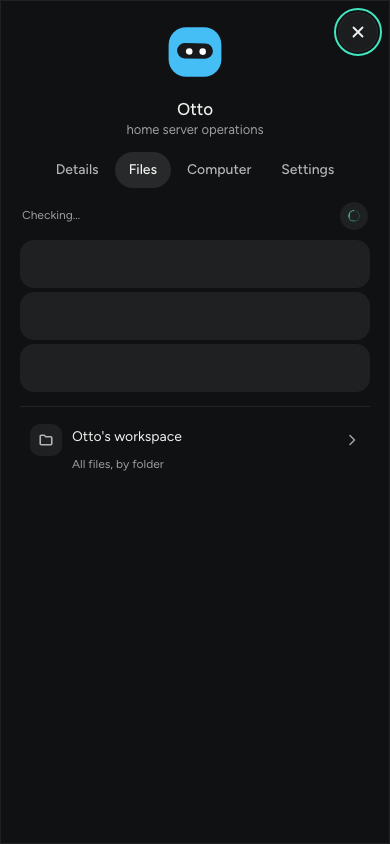 Otto
home server operations
Details Files Computer Settings
Checking...
Otto's workspace
All files, by folder